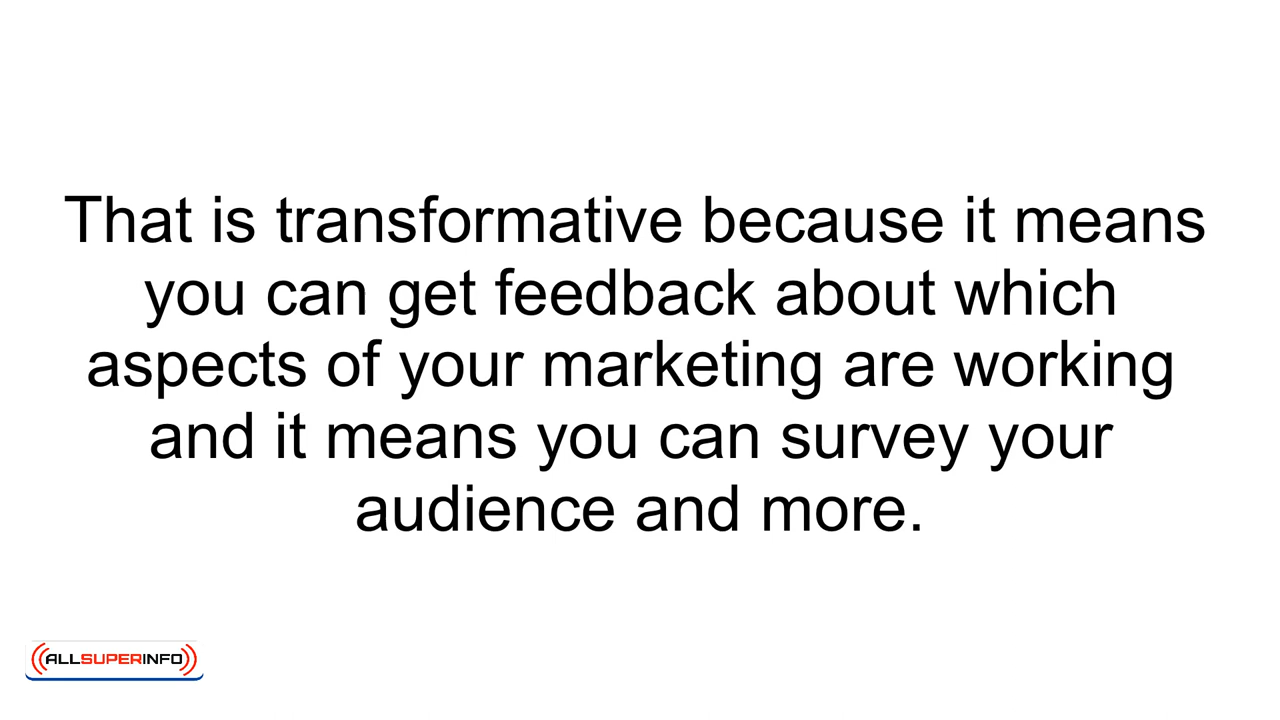 That is transformative because it means
you can get feedback about which
aspects of your marketing are working
and it means you can survey your
audience and more.
ALLSUPERINFO